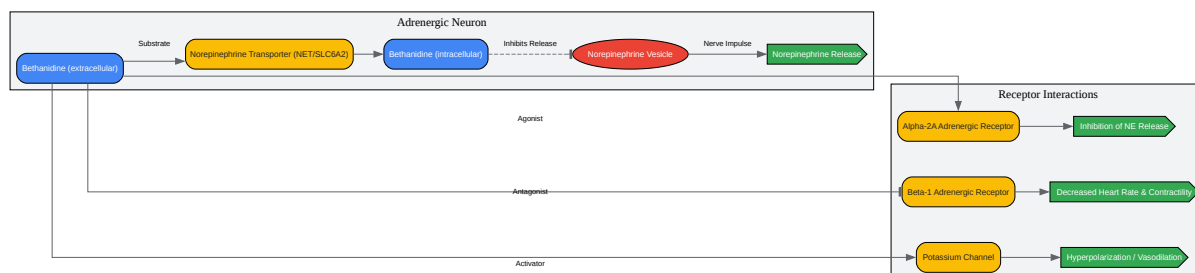 Adrenergic Neuron
Substrate
Inhibits Release
Nerve Impulse
Bethanidine (extracellular)
Norepinephrine Transporter (NET/SLC6A2)
Bethanidine (intracellular)
Norepinephrine Vesicle
Norepinephrine Release
Receptor Interactions
Agonist
Alpha-2A Adrenergic Receptor
Inhibition of NE Release
Antagonist
Beta-1 Adrenergic Receptor
Decreased Heart Rate & Contractility
Activator
Potassium Channel
Hyperpolarization / Vasodilation